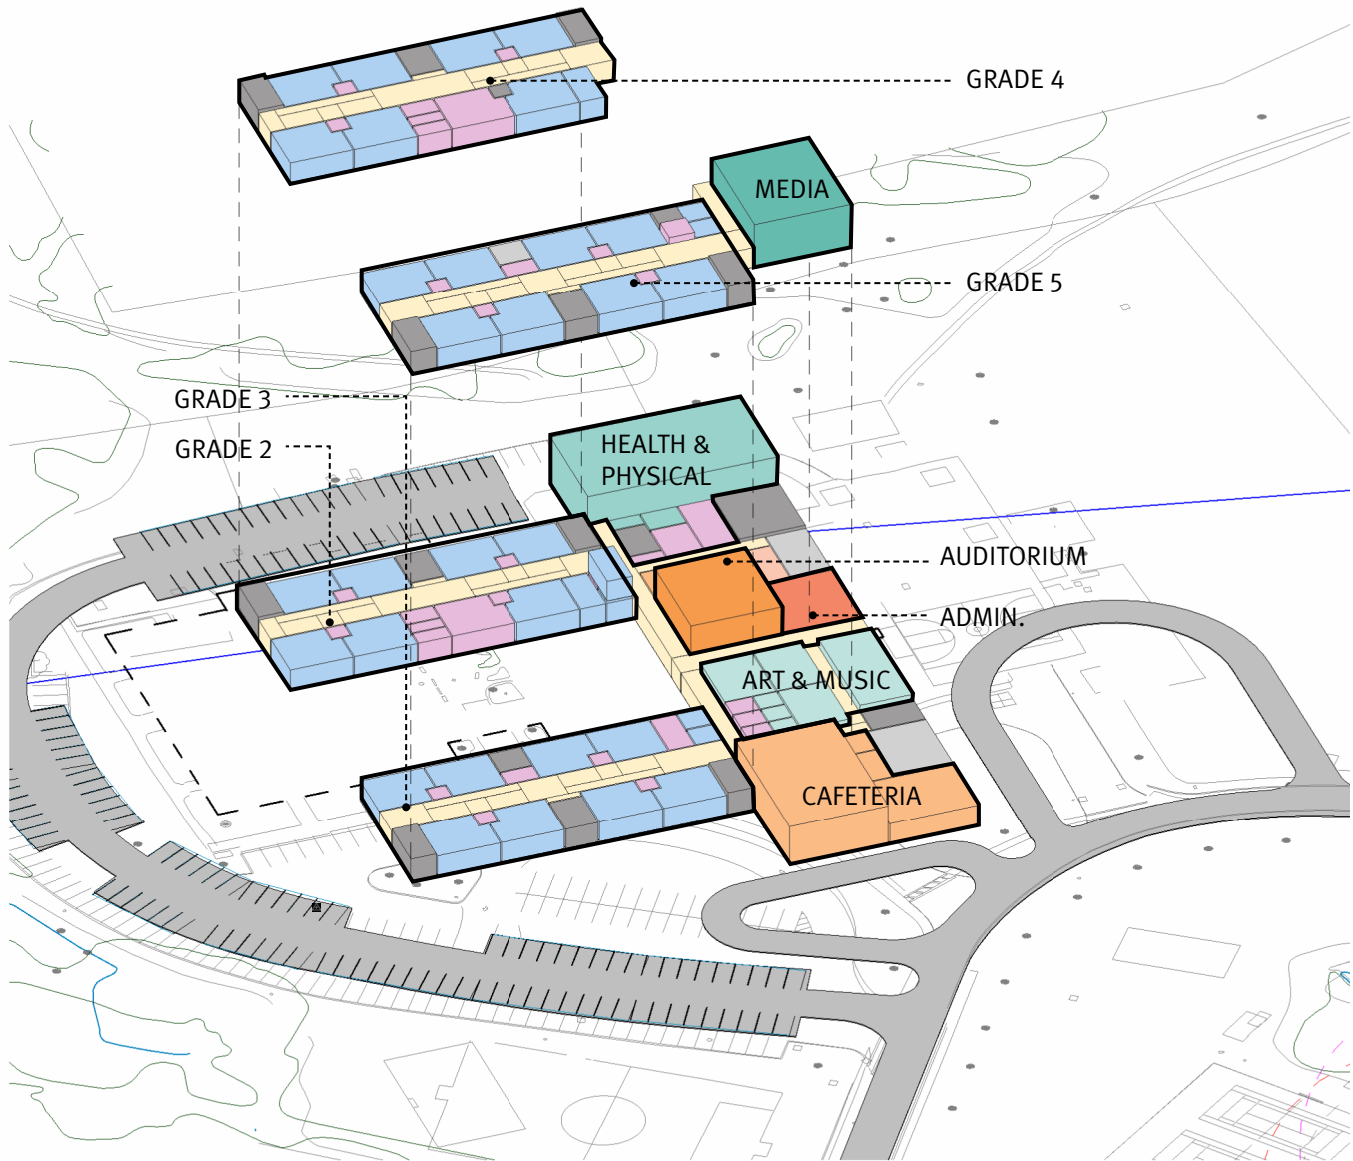 GRADE 4
MEDIA
GRADE 5
GRADE 3
GRADE 2
HEALTH &
PHYSICAL
AUDITORIUM
ADMIN.
ART & MUSIC
CAFETERIA